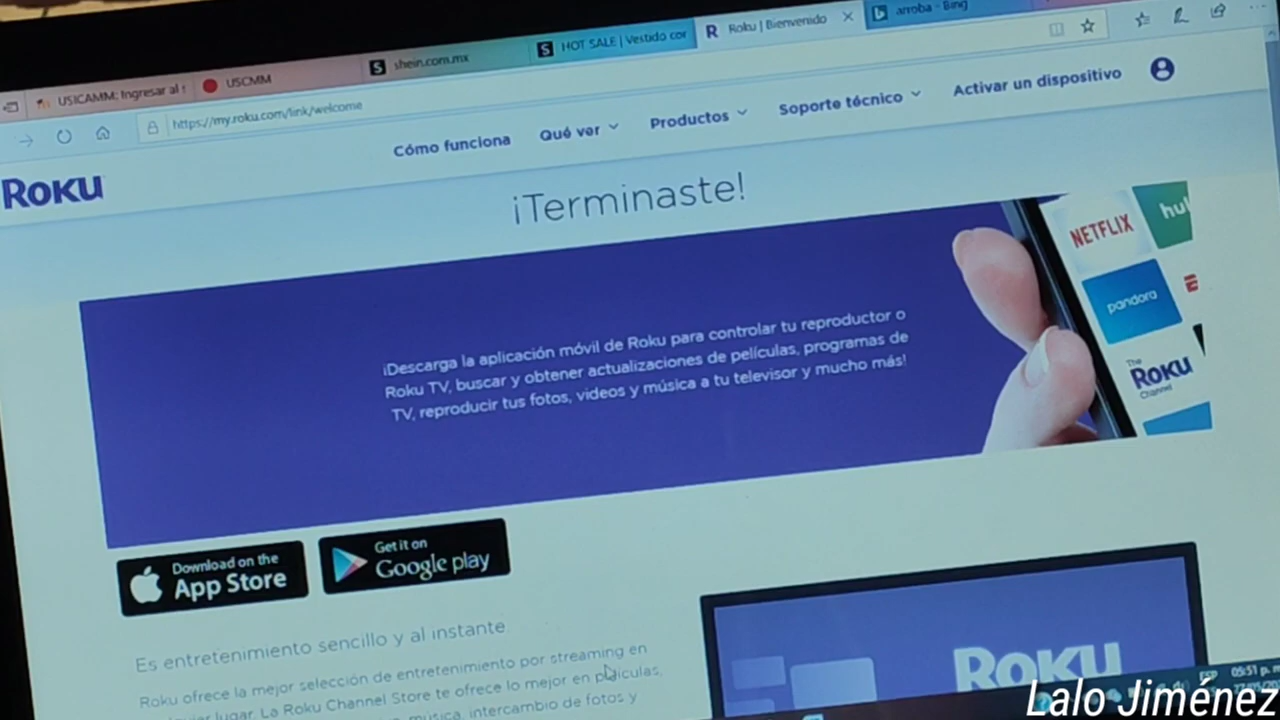 USICAMM: Ingresar al s
USCMM
shein.com.mx
HOT SALE | Vestido cor
Roku | Bienvenido
arroba - Bing
https://my.roku.com/link/welcome
Cómo funciona
Qué ver
Productos
Soporte técnico
Activar un dispositivo
ROKU
¡Terminaste!
¡Descarga la aplicación móvil de Roku para controlar tu reproductor o
Roku TV, buscar y obtener actualizaciones de películas, programas de
TV, reproducir tus fotos, videos y música a tu televisor y mucho más!
NETFLIX
hul
pandora
The
ROKU
Channel
Download on the
App Store
Get it on
Google play
Es entretenimiento sencillo y al instante
Roku ofrece la mejor selección de entretenimiento por streaming en
lugar. La Roku Channel Store te ofrece lo mejor en películas,
música, intercambio de fotos y
ROKU
ESP
05:51 p. m.
Lalo Jiménez